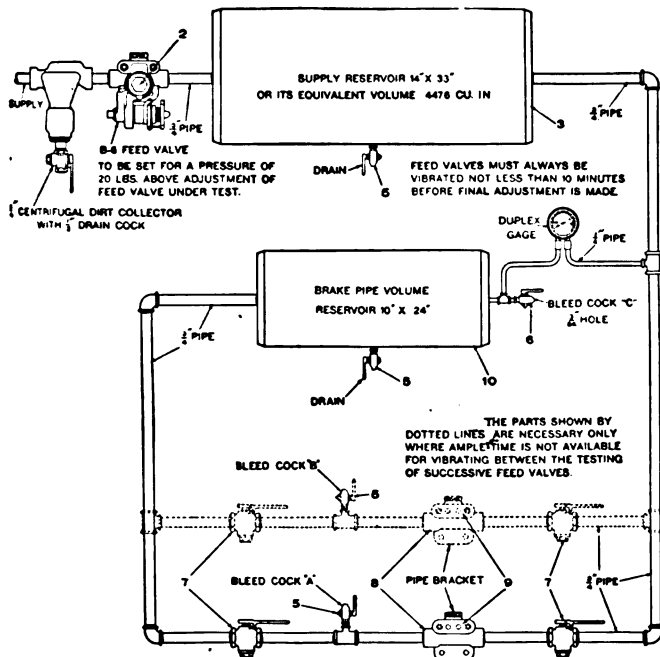 2
SUPPLY
3/4" PIPE
B-6 FEED VALVE
TO BE SET FOR A PRESSURE OF
20 LBS. ABOVE ADJUSTMENT OF
FEED VALVE UNDER TEST.
CENTRIFUGAL DIRT COLLECTOR
WITH 1/2" DRAIN COCK
SUPPLY RESERVOIR 14" X 33"
OR ITS EQUIVALENT VOLUME 4476 CU. IN
3
3/4" PIPE
DRAIN
5
FEED VALVES MUST ALWAYS BE
VIBRATED NOT LESS THAN 10 MINUTES
BEFORE FINAL ADJUSTMENT IS MADE.
DUPLEX
GAGE
1/4" PIPE
BRAKE PIPE VOLUME
RESERVOIR 10" X 24"
BLEED COCK "C"
HOLE
6
3/4" PIPE
10
5
DRAIN
THE PARTS SHOWN BY
DOTTED LINES ARE NECESSARY ONLY
WHERE AMPLE TIME IS NOT AVAILABLE
FOR VIBRATING BETWEEN THE TESTING
OF SUCCESSIVE FEED VALVES.
BLEED COCK "B"
5
7
BLEED COCK "A"
5
8
PIPE BRACKET
9
7
3/4" PIPE